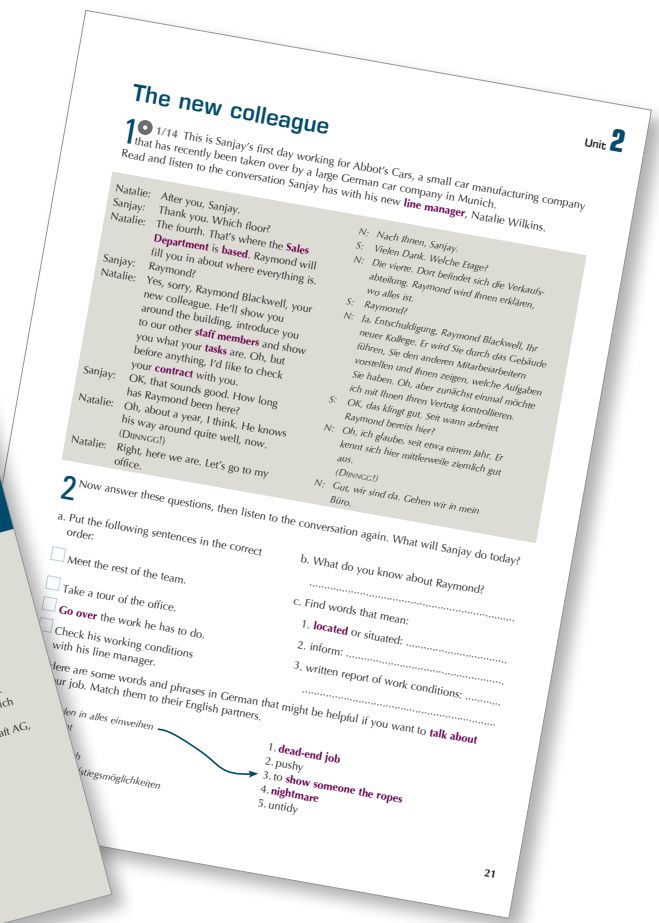 The new colleague
Unit 2
1 1/14 This is Sanjay's first day working for Abbot's Cars, a small car manufacturing company
that has recently been taken over by a large German car company in Munich.
Read and listen to the conversation Sanjay has with his new line manager, Natalie Wilkins.
Natalie: After you, Sanjay.
Sanjay: Thank you. Which floor?
Natalie: The fourth. That's where the Sales
Department is based. Raymond will
fill you in about where everything is.
Sanjay: Raymond?
Natalie: Yes, sorry, Raymond Blackwell, your
new colleague. He'll show you
around the building, introduce you
to our other staff members and show
you what your tasks are. Oh, but
before anything, I'd like to check
your contract with you.
Sanjay: OK, that sounds good. How long
has Raymond been here?
Natalie: Oh, about a year, I think. He knows
his way around quite well, now.
(DIINNGG!)
Natalie: Right, here we are. Let's go to my
office.
N: Nach Ihnen, Sanjay.
S: Vielen Dank. Welche Etage?
N: Die vierte. Dort befindet sich die Verkaufs-
abteilung. Raymond wird Ihnen erklären,
wo alles ist.
S: Raymond?
N: Ja, Entschuldigung, Raymond Blackwell, Ihr
neuer Kollege. Er wird Sie durch das Gebäude
führen, Sie den anderen Mitarbeiarbeitern
vorstellen und Ihnen zeigen, welche Aufgaben
Sie haben. Oh, aber zunächst einmal möchte
ich mit Ihnen Ihren Vertrag kontrollieren.
S: OK, das klingt gut. Seit wann arbeitet
Raymond bereits hier?
N: Oh, ich glaube, seit etwa einem Jahr. Er
kennt sich hier mittlerweile ziemlich gut
aus.
(DIINNGG!)
N: Gut, wir sind da. Gehen wir in mein
Büro.
2 Now answer these questions, then listen to the conversation again. What will Sanjay do today?
a. Put the following sentences in the correct
order:
Meet the rest of the team.
Take a tour of the office.
Go over the work he has to do.
Check his working conditions
with his line manager.
b. What do you know about Raymond?
c. Find words that mean:
1. located or situated:
2. inform:
3. written report of work conditions:
Here are some words and phrases in German that might be helpful if you want to talk about
job. Match them to their English partners.
in alles einweihen
1. dead-end job
2. pushy
3. to show someone the ropes
4. nightmare
5. untidy
21
AG,